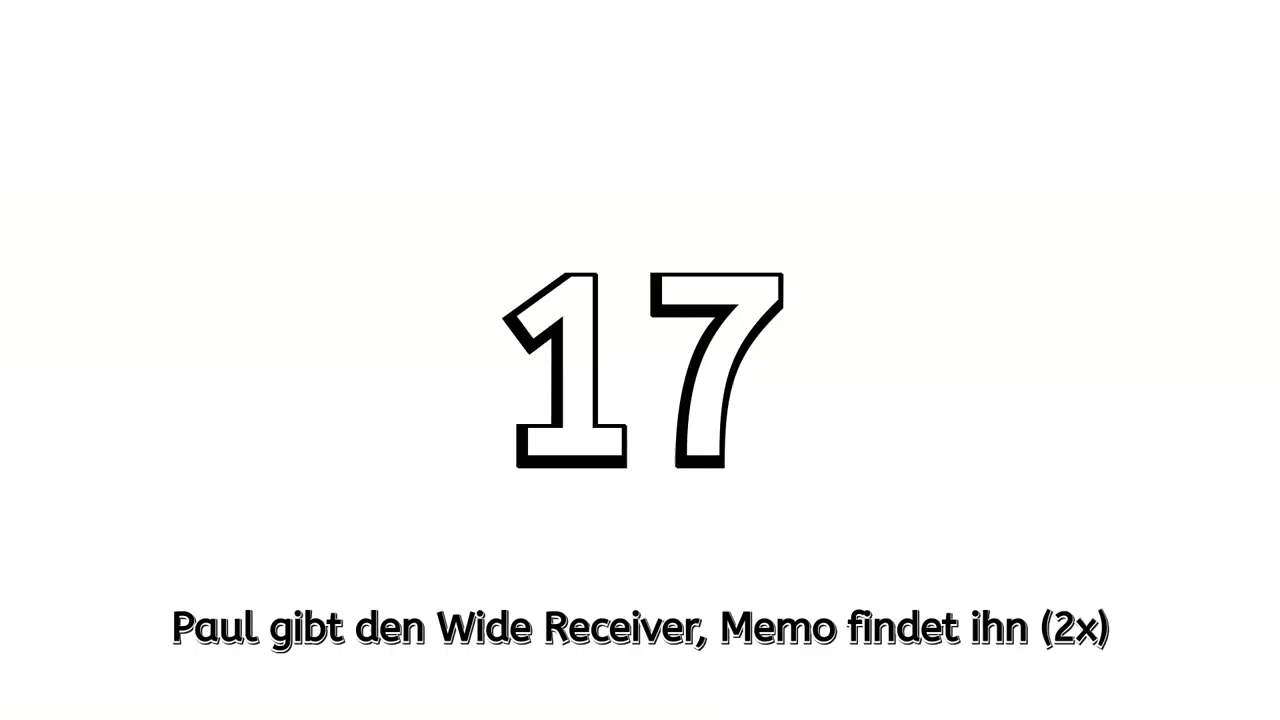 17
Paul gibt den Wide Receiver, Memo findet ihn (2x)